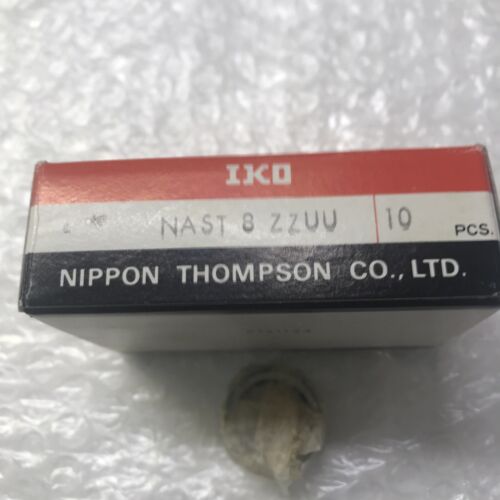 IKO
NAST 8 ZZUU 10 PCS.
NIPPON THOMPSON CO., LTD.